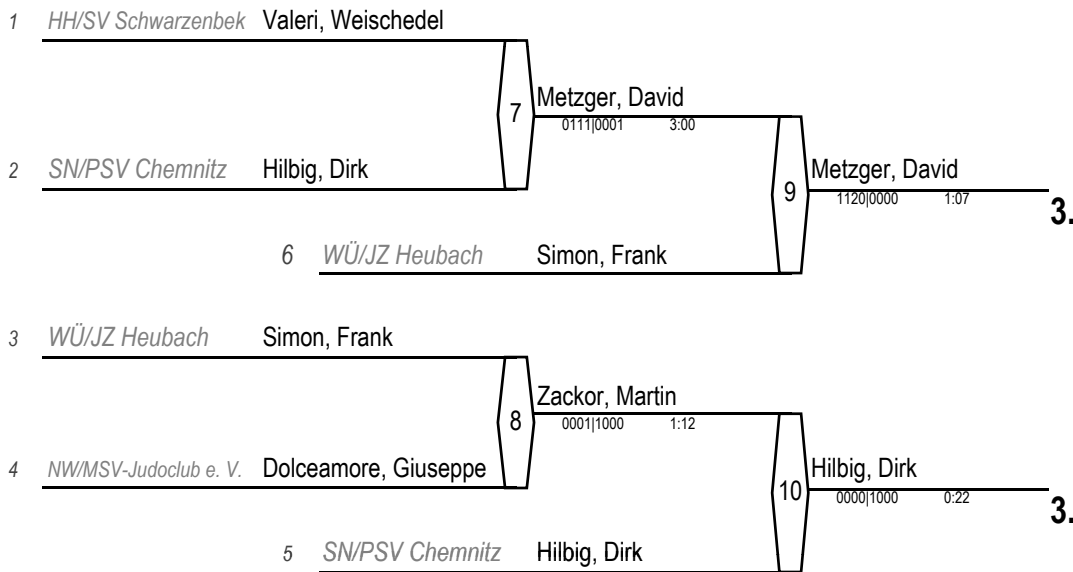 1 HH/SV Schwarzenbek Valeri, Weischedel
7 Metzger, David
0111|0001 3:00
2 SN/PSV Chemnitz Hilbig, Dirk
9 Metzger, David
1120|0000 1:07
3.
6 WÜ/JZ Heubach Simon, Frank
3 WÜ/JZ Heubach Simon, Frank
8 Zackor, Martin
0001|1000 1:12
4 NW/MSV-Judoclub e. V. Dolceamore, Giuseppe
10 Hilbig, Dirk
0000|1000 0:22
3.
5 SN/PSV Chemnitz Hilbig, Dirk